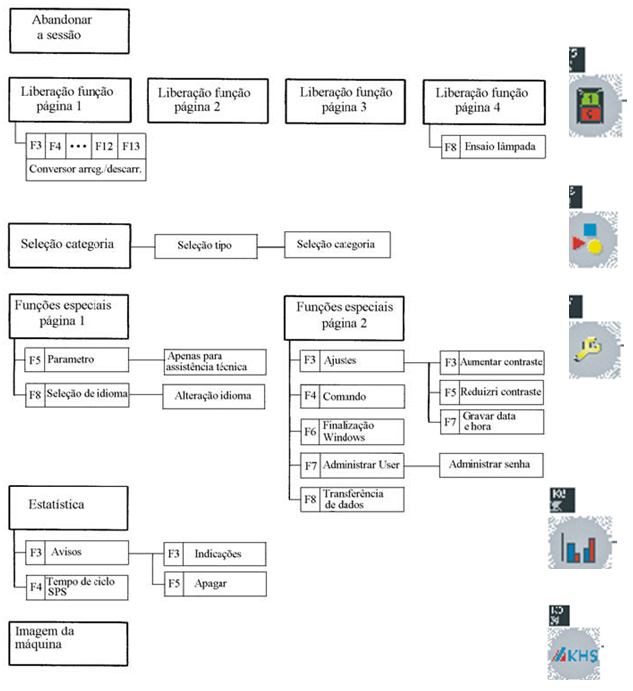 Abandonar
a sessão
Liberação função
página 1
Liberação função
página 2
Liberação função
página 3
Liberação função
página 4
F3 F4 ••• F12 F13
Conversor arreg./descarr.
F8 Ensaio lâmpada
Seleção categoria
Seleção tipo
Seleção categoria
Funções especiais
página 1
F5 Parametro
Apenas para
assistência técnica
F8 Seleção de idioma
Alteração idioma
Funções especiais
página 2
F3 Ajustes
F3 Aumentar contraste
F5 Reduizri contraste
F7 Gravar data
e hora
F4 Comando
F6 Finalização
Windows
F7 Administrar User
Administrar senha
F8 Transferência
de dados
Estatística
F3 Avisos
F3 Indicações
F5 Apagar
F4 Tempo de ciclo
SPS
Imagem da
máquina
KHS